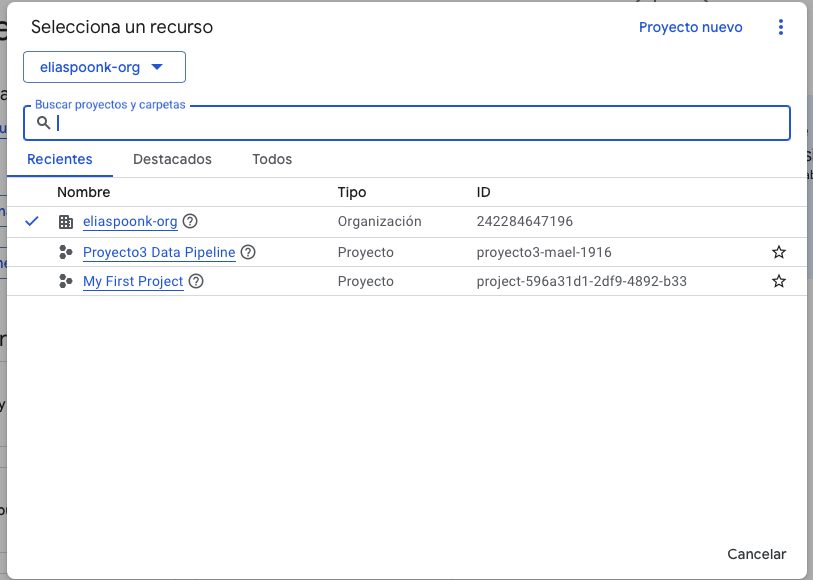 Selecciona un recurso
Proyecto nuevo
eliaspoonk-org
Buscar proyectos y carpetas
Recientes Destacados Todos
Nombre Tipo ID
eliaspoonk-org Organización 242284647196
Proyecto3 Data Pipeline Proyecto proyecto3-mael-1916
My First Project Proyecto project-596a31d1-2df9-4892-b33
Cancelar